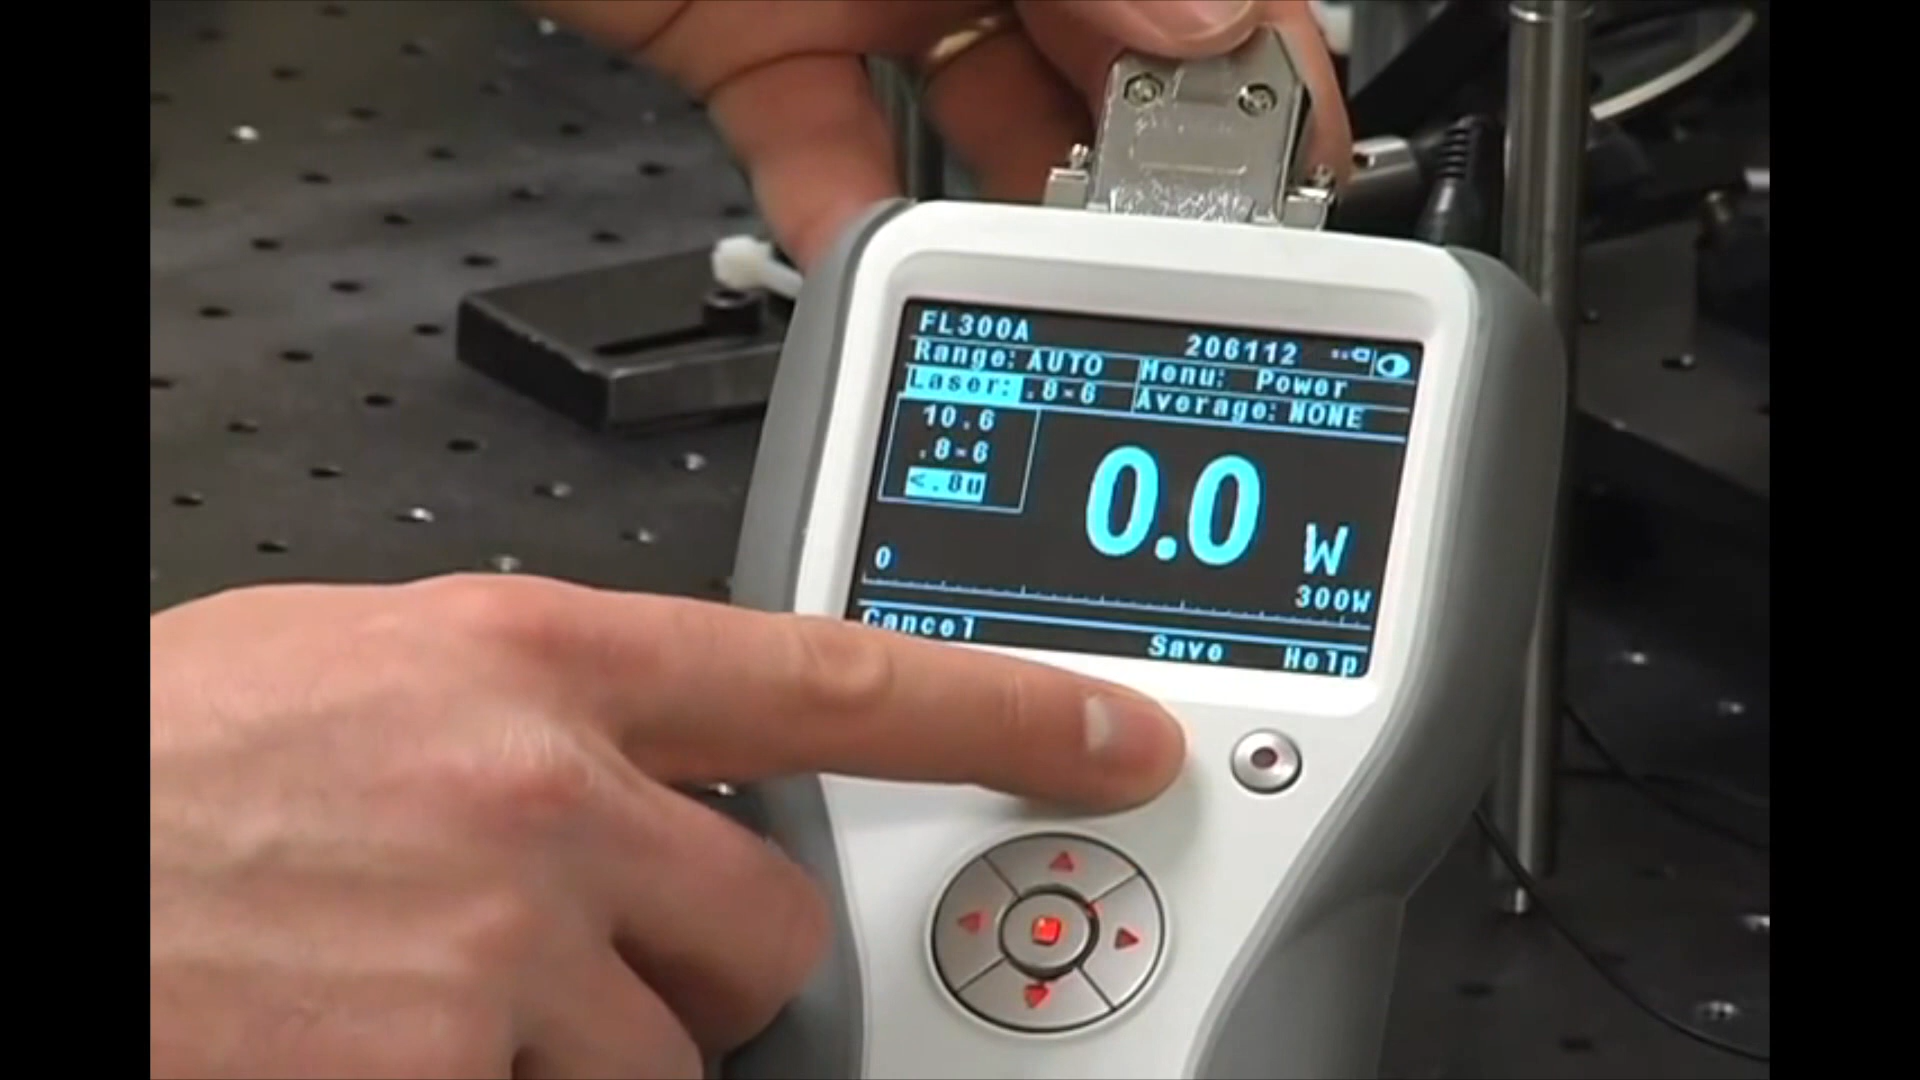 FL300A 206112
Range: AUTO Menu: Power
Laser: .8-6 Average: NONE
10.6
.8-6
<.8u
0.0 W
0 300W
Cancel Save Help